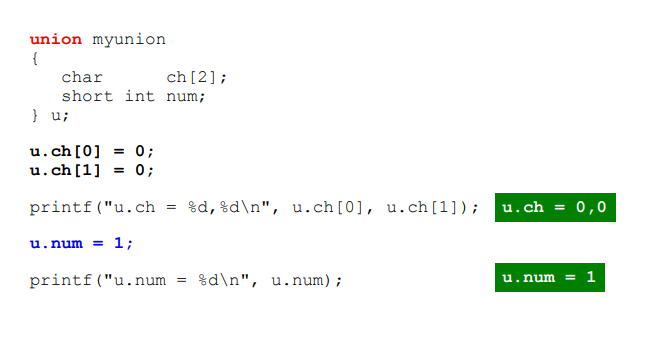 union myunion
{
char ch[2];
short int num;
} u;
u.ch[0] = 0;
u.ch[1] = 0;
printf("u.ch = %d,%d\n", u.ch[0], u.ch[1]); u.ch = 0,0
u.num = 1;
printf("u.num = %d\n", u.num); u.num = 1